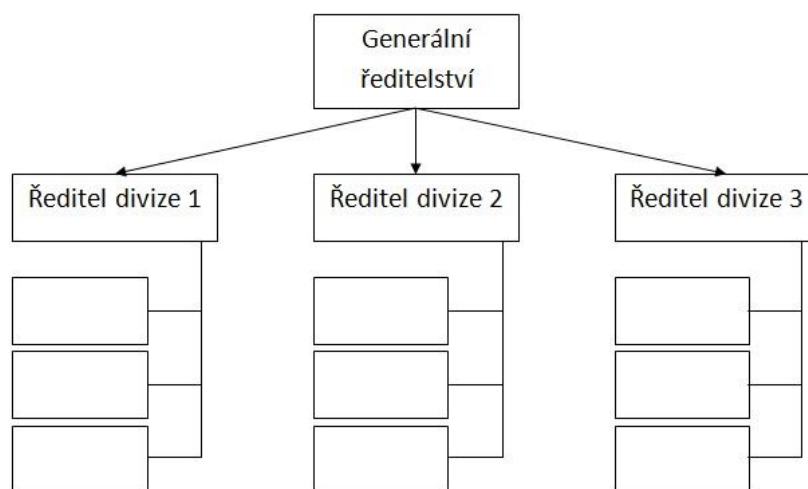 Generální
ředitelství
Ředitel divize 1
Ředitel divize 2
Ředitel divize 3